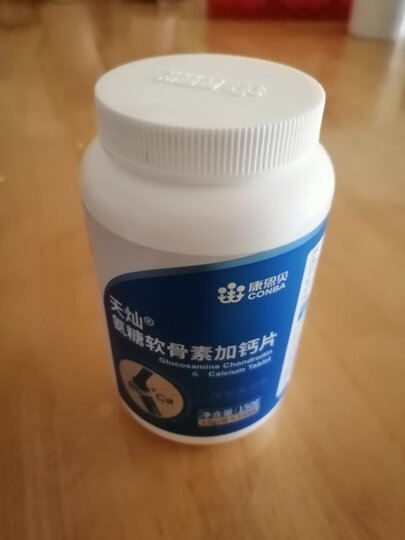 康恩贝
CONBA
天灿®
氨糖软骨素加钙片
Glucosamine Chondroitin
& Calcium Tablet
+Ca
净含量:150g